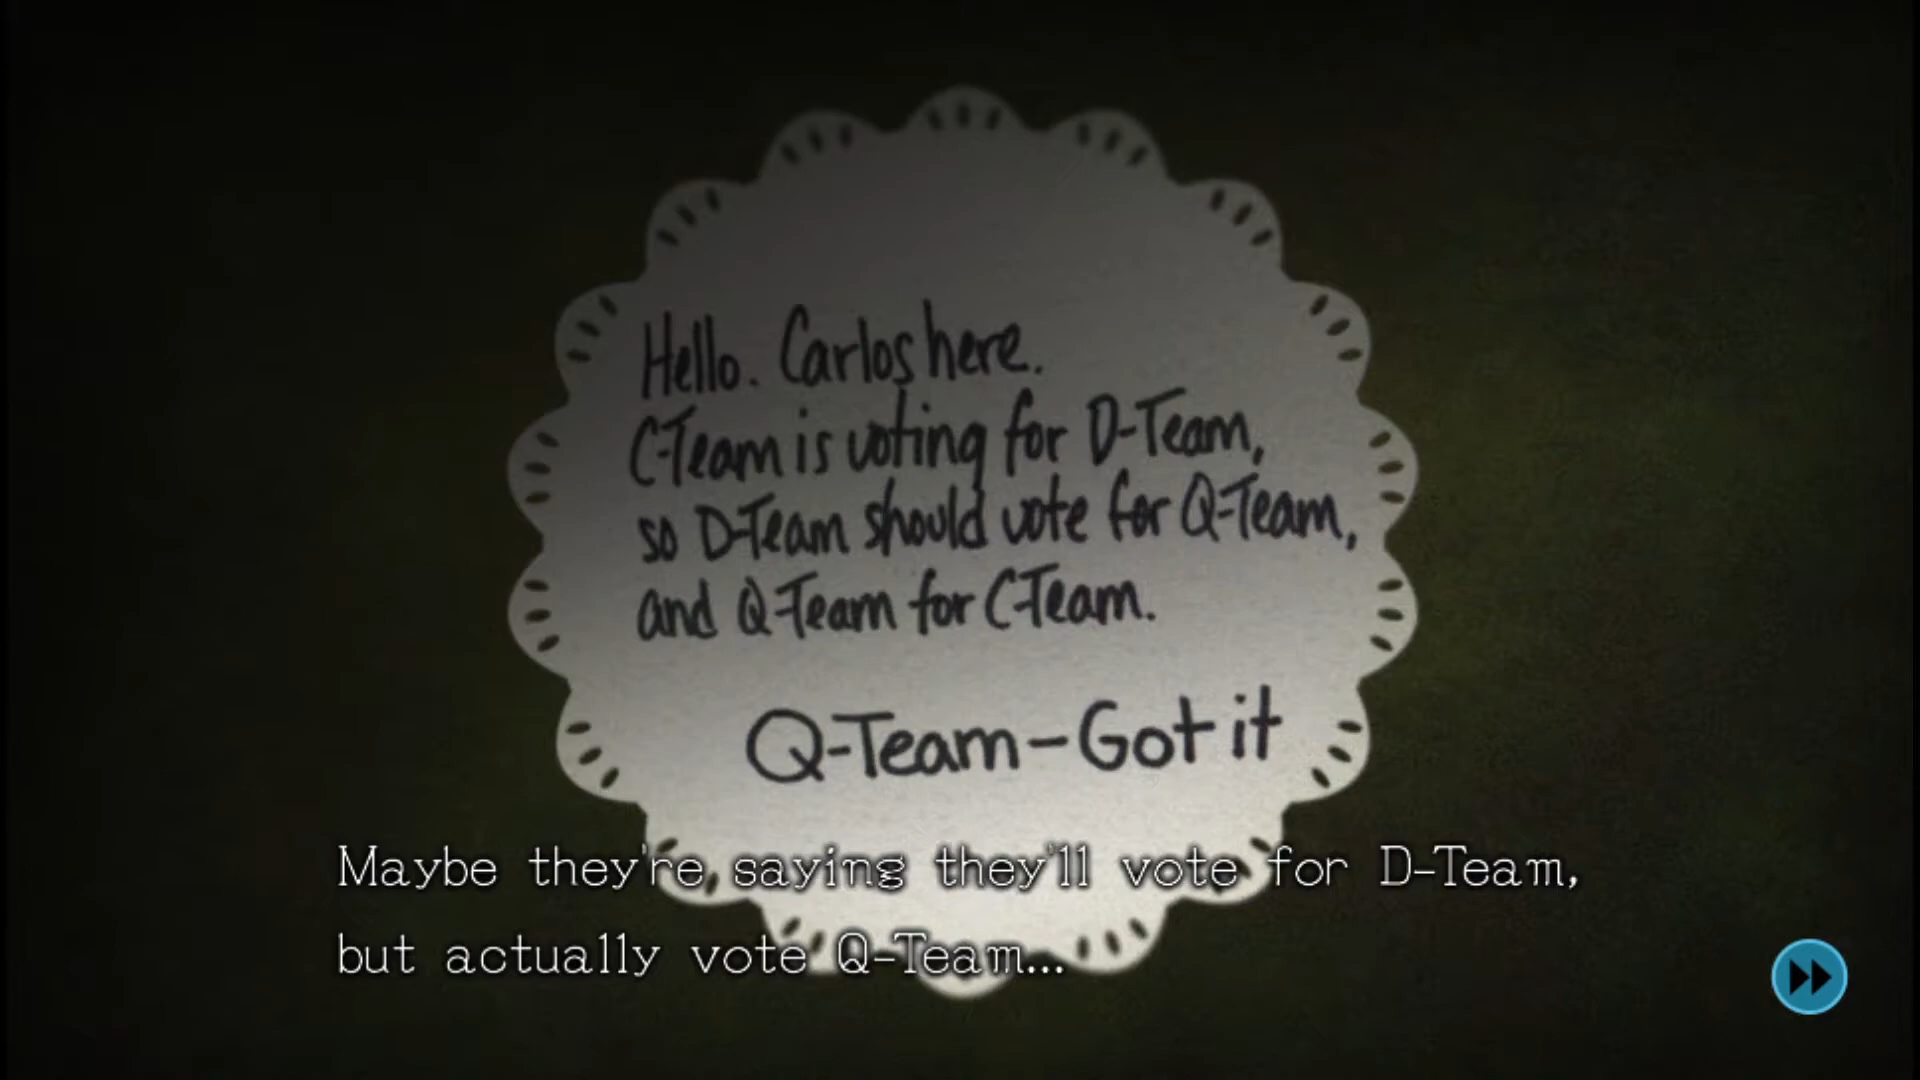 Hello. Carlos here.
C-Team is voting for D-Team,
so D-Team should vote for Q-Team,
and Q-Team for C-Team.
Q-Team-Got it
Maybe they're saying they'll vote for D-Team,
but actually vote Q-Team...